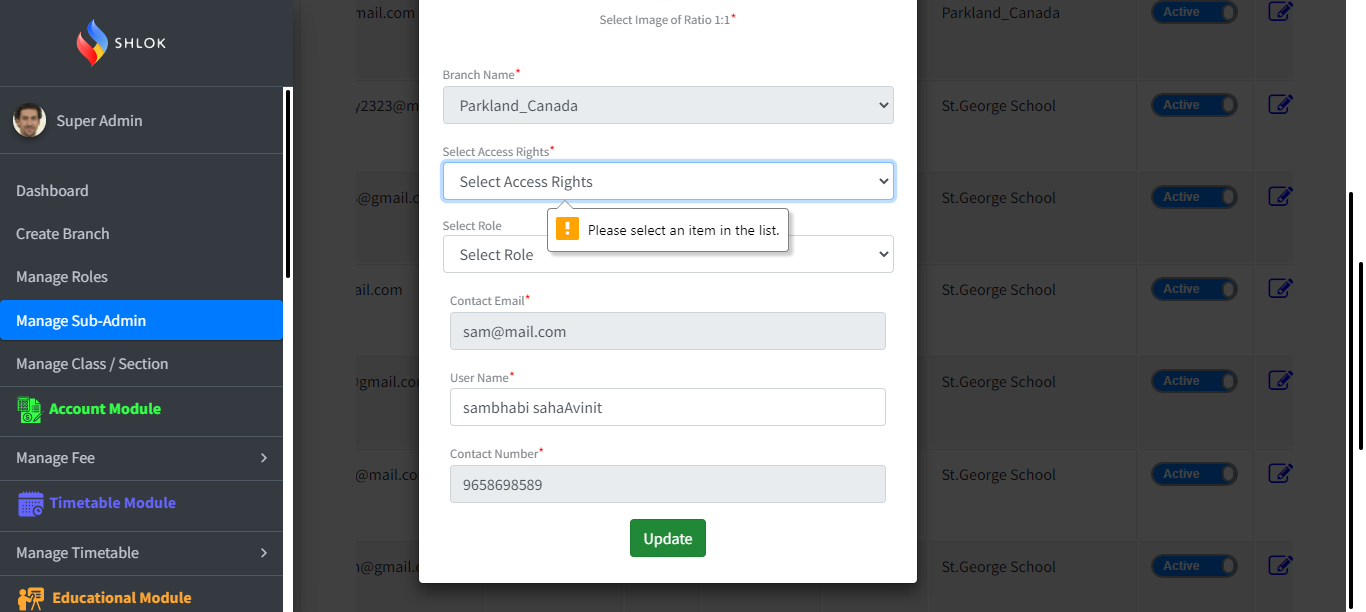 SHLOK
Super Admin
Dashboard
Create Branch
Manage Roles
Manage Sub-Admin
Manage Class / Section
Account Module
Manage Fee
Timetable Module
Manage Timetable
Educational Module
Select Image of Ratio 1:1*
Branch Name*
Parkland_Canada
Select Access Rights*
Select Access Rights
Please select an item in the list.
Select Role
Select Role
Contact Email*
sam@mail.com
User Name*
sambhabi sahaAvinit
Contact Number*
9658698589
Update
mail.com Parkland_Canada Active
y2323@m St.George School Active
@gmail.co St.George School Active
ail.com St.George School Active
@gmail.co St.George School Active
@mail.co St.George School Active
@gmail.c St.George School Active